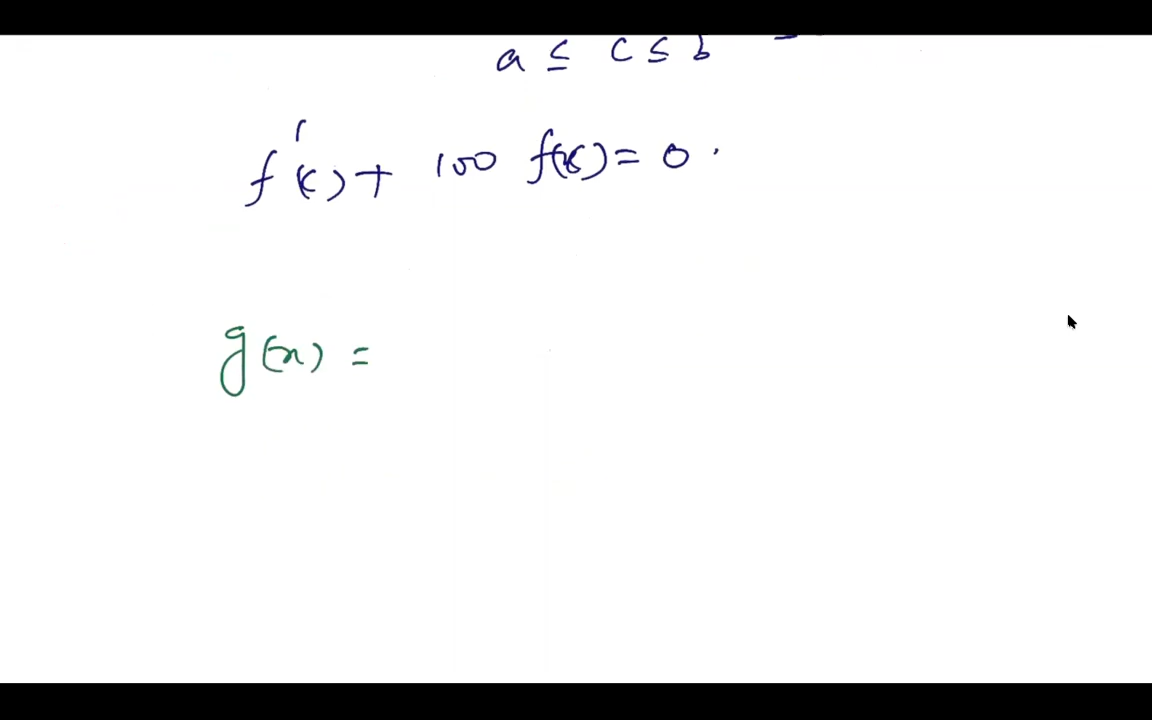 a ≤ c ≤ b
f'(c) + 100 f(c) = 0 .
g(x) =